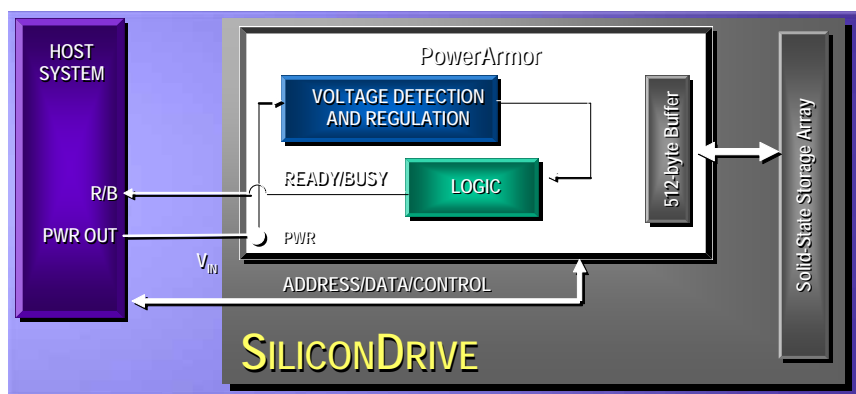 HOST
SYSTEM
PowerArmor
VOLTAGE DETECTION
AND REGULATION
512-byte Buffer
Solid-State Storage Array
READY/BUSY
LOGIC
R/B
PWR OUT
PWR
VIN
ADDRESS/DATA/CONTROL
SILICONDRIVE